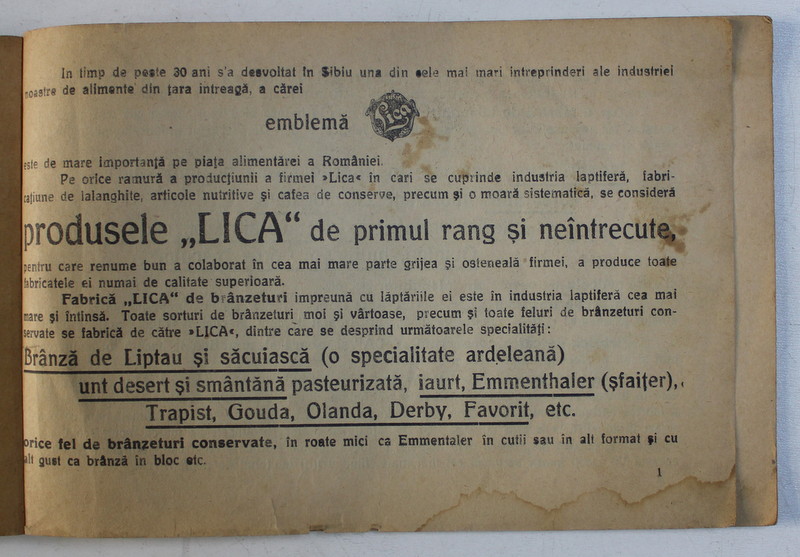 In timp de peste 30 ani s'a desvoltat în Sibiu una din cele mai mari intreprinderi ale industriei
noastre de alimente din țara intreagă, a cărei
emblemă Lica
este de mare importanță pe piața alimentărei a României.
Pe orice ramură a producțiunii a firmei »Lica« in cari se cuprinde industria laptiferă, fabri-
cațiune de ialanghite, articole nutritive și cafea de conserve, precum și o moară sistematică, se consideră
produsele „LICA“ de primul rang și neîntrecute,
pentru care renume bun a colaborat în cea mai mare parte grijea și osteneala firmei, a produce toate
fabricatele ei numai de calitate superioară.
Fabrică „LICA“ de brânzeturi impreună cu lăptăriile ei este în industria laptiferă cea mai
mare și întinsă. Toate sorturi de brânzeturi, moi și vârtoase, precum și toate feluri de brânzeturi con-
servate se fabrică de către »LICA«, dintre care se desprind următoarele specialități:
Brânză de Liptau și săcuiască (o specialitate ardeleană)
unt desert și smântână pasteurizată, iaurt, Emmenthaler (șfaițer),
Trapist, Gouda, Olanda, Derby, Favorit, etc.
orice fel de brânzeturi conservate, în roate mici ca Emmentaler în cutii sau in alt format și cu
alt gust ca brânză în bloc etc.
1